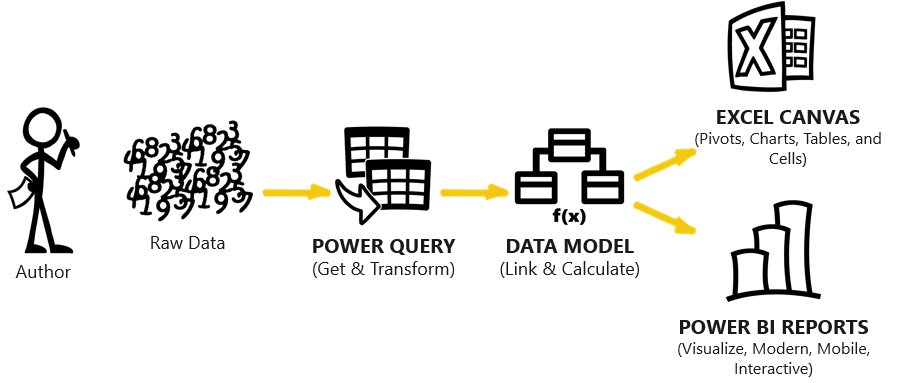 Author
Raw Data
POWER QUERY
(Get & Transform)
f(x)
DATA MODEL
(Link & Calculate)
X
EXCEL CANVAS
(Pivots, Charts, Tables, and
Cells)
POWER BI REPORTS
(Visualize, Modern, Mobile,
Interactive)